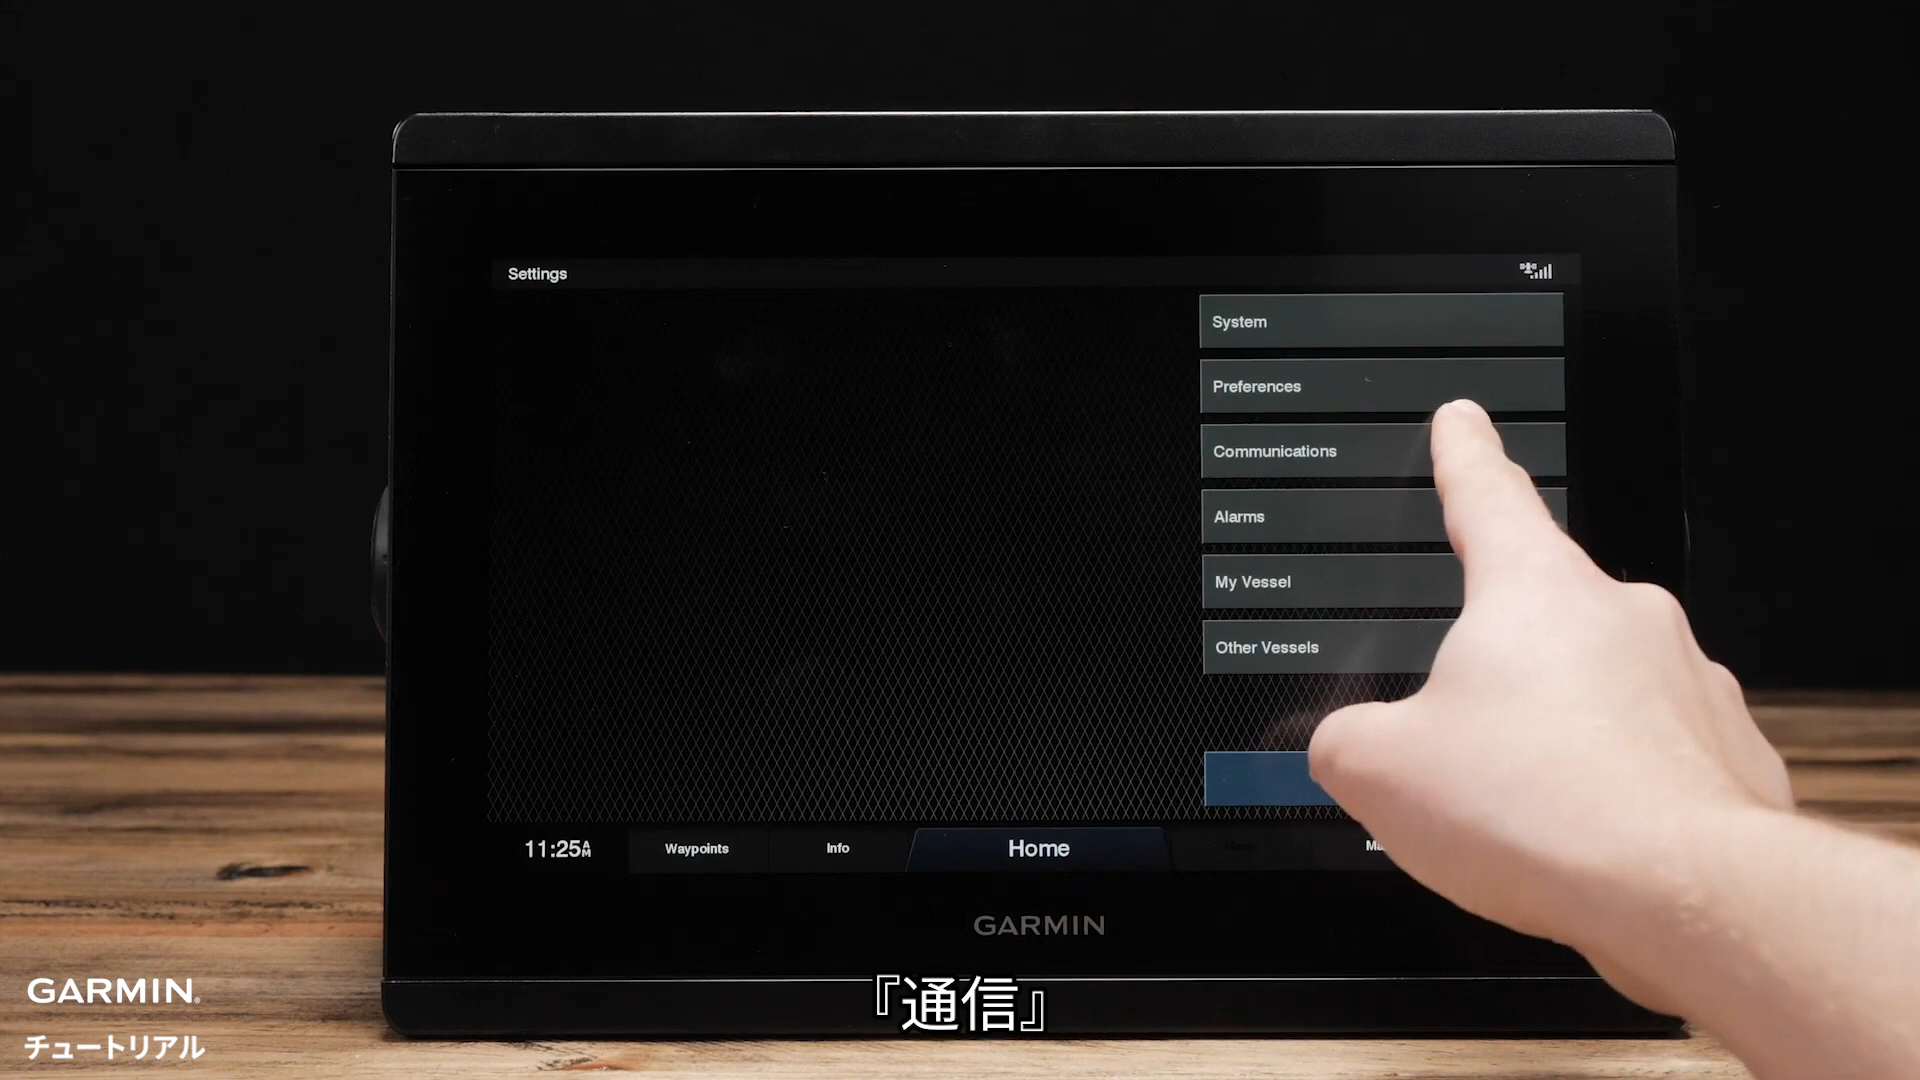 Settings
System
Preferences
Communications
Alarms
My Vessel
Other Vessels
11:25AM
Waypoints
Info
Home
GARMIN
『通信』
GARMIN®
チュートリアル